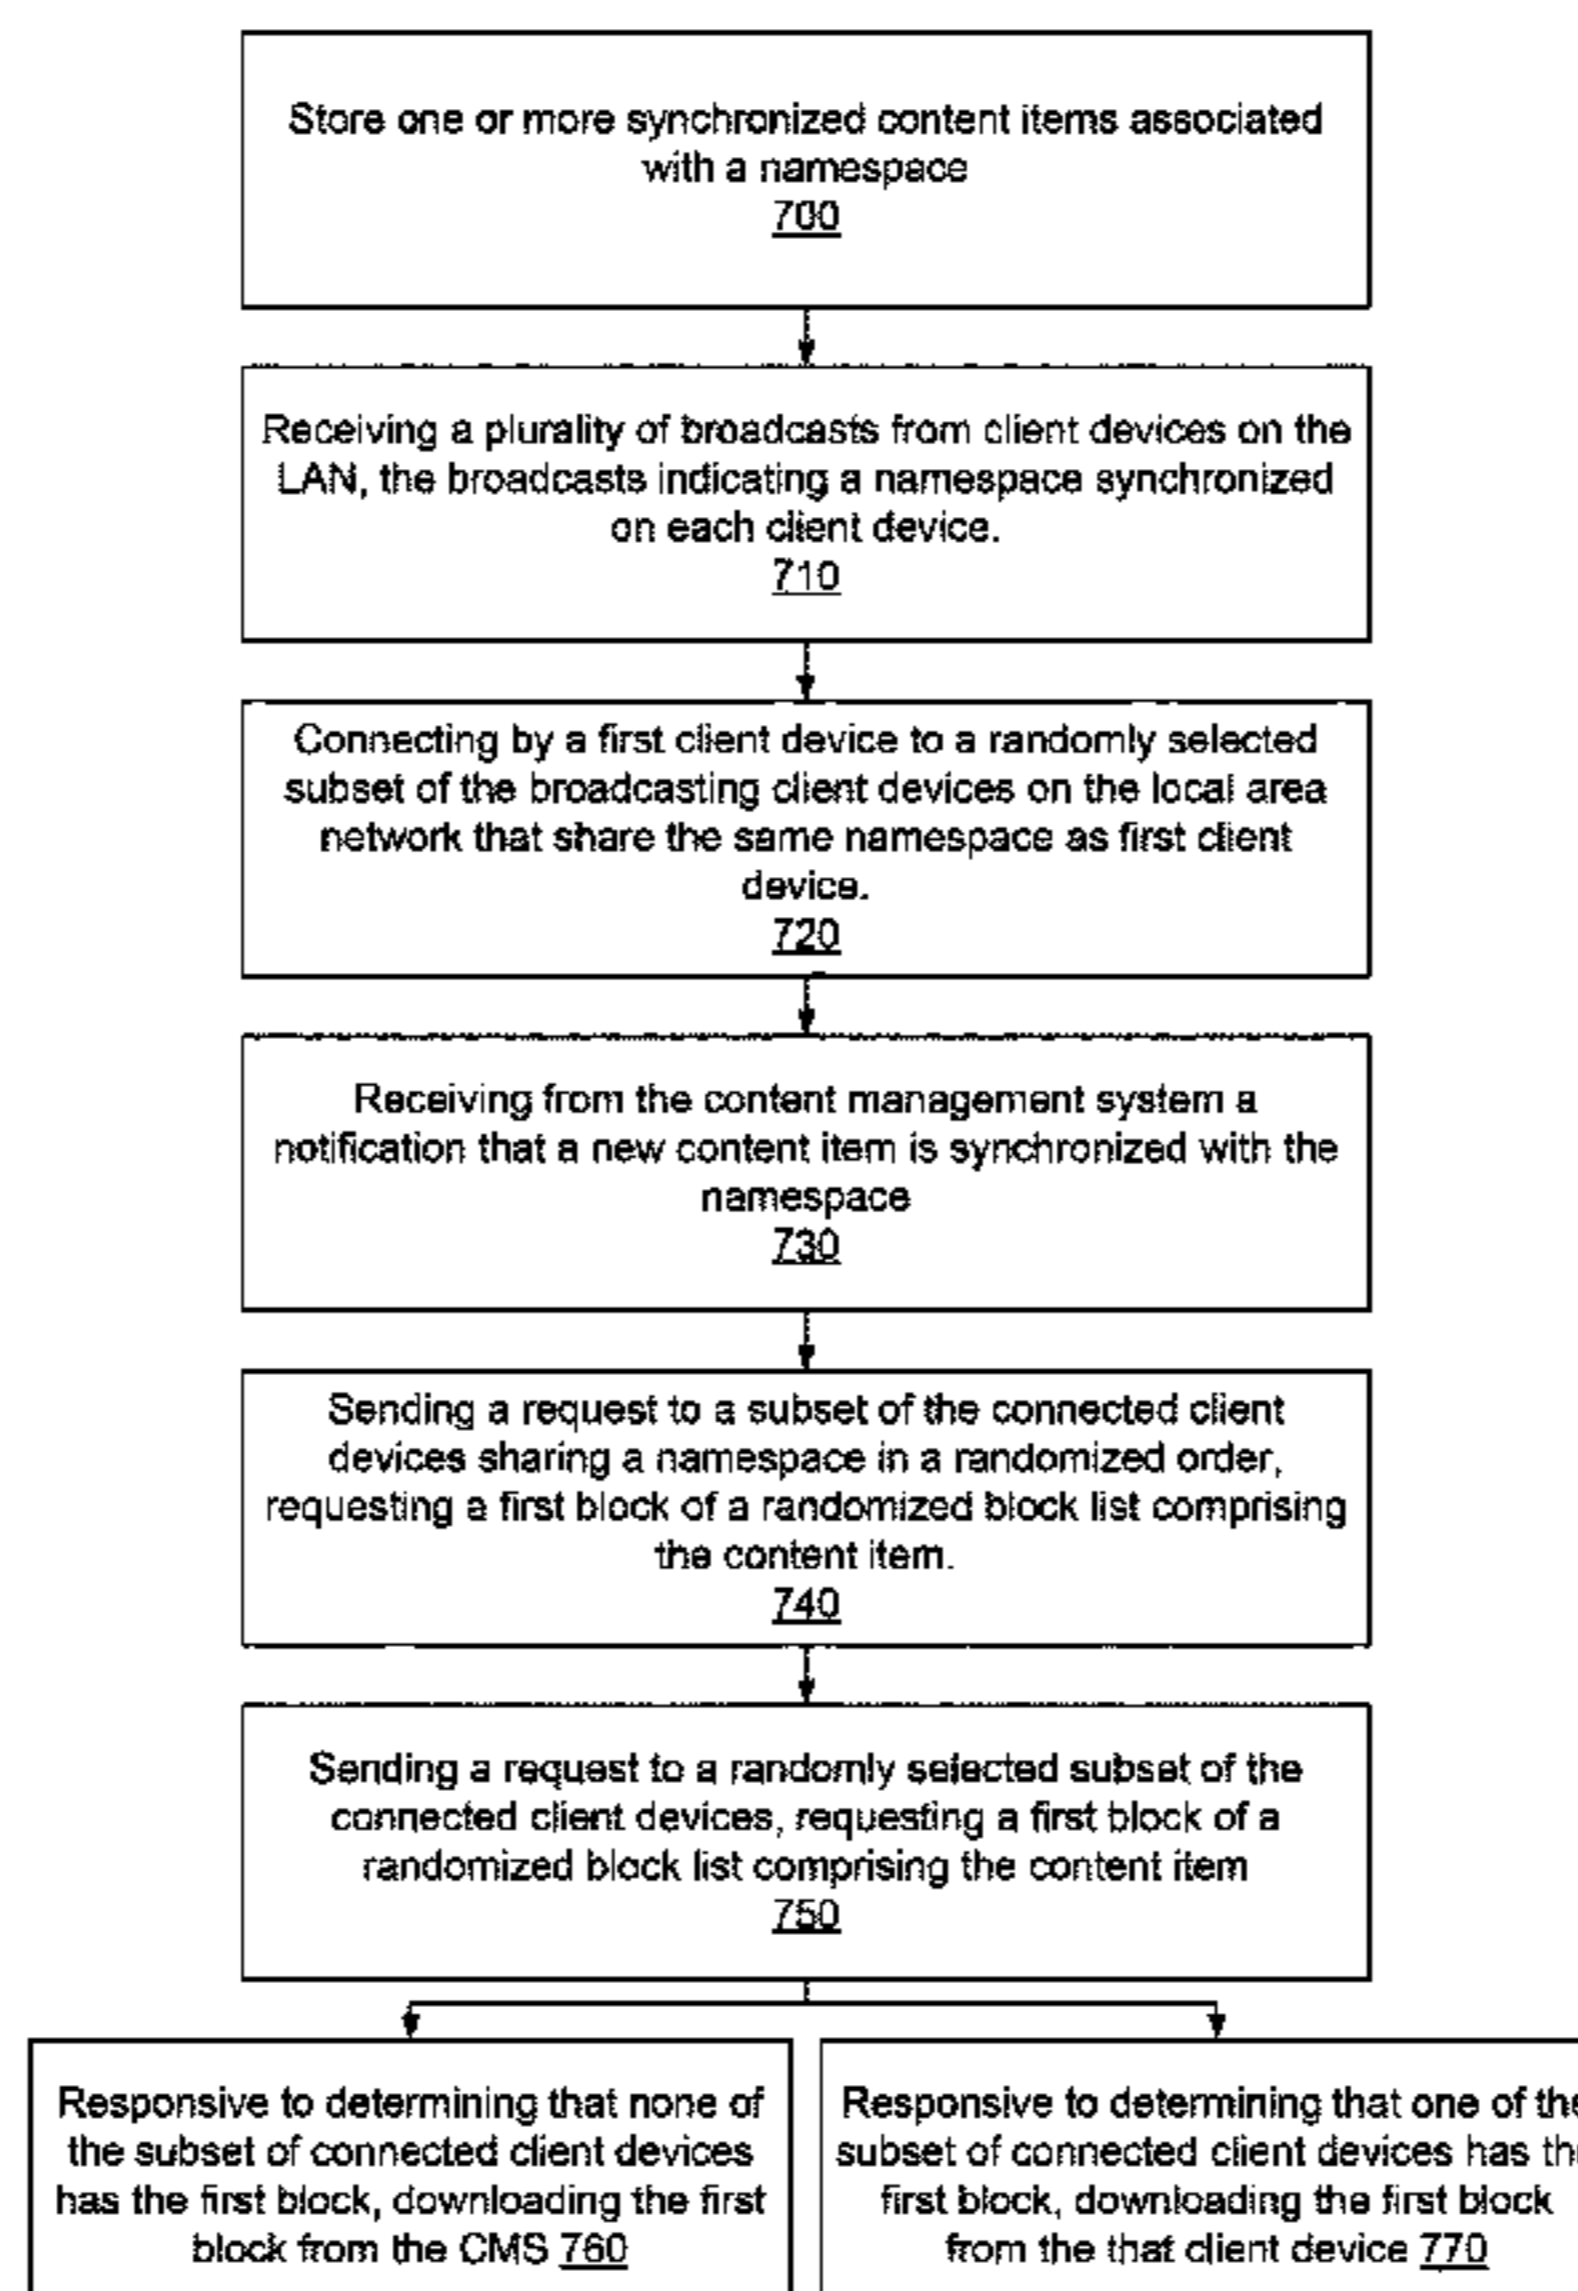 Store one or more synchronized content items associated
with a namespace
700
Receiving a plurality of broadcasts from client devices on the
LAN, the broadcasts indicating a namespace synchronized
on each client device.
710
Connecting by a first client device to a randomly selected
subset of the broadcasting client devices on the local area
network that share the same namespace as first client
device.
720
Receiving from the content management system a
notification that a new content item is synchronized with the
namespace
730
Sending a request to a subset of the connected client
devices sharing a namespace in a randomized order,
requesting a first block of a randomized block list comprising
the content item.
740
Sending a request to a randomly selected subset of the
connected client devices, requesting a first block of a
randomized block list comprising the content item
750
Responsive to determining that none of
the subset of connected client devices
has the first block, downloading the first
block from the CMS 760
Responsive to determining that one of the
subset of connected client devices has the
first block, downloading the first block
from the that client device 770